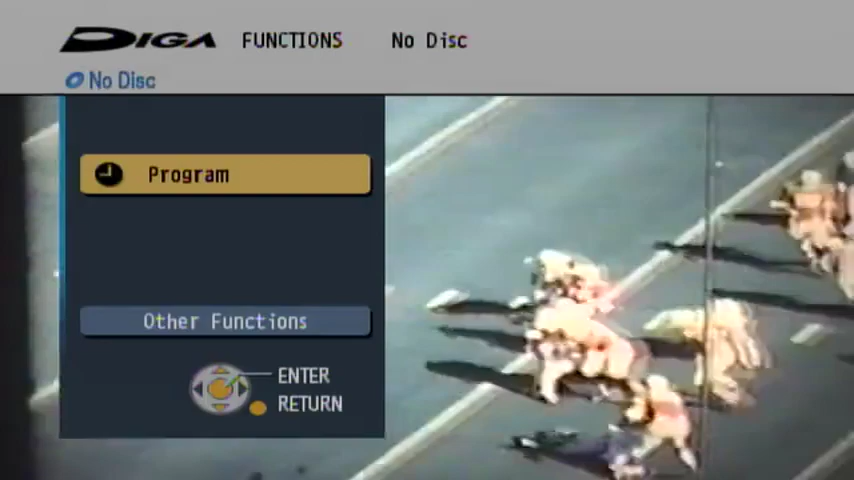 DIGA FUNCTIONS No Disc
No Disc
Program
Other Functions
ENTER
RETURN